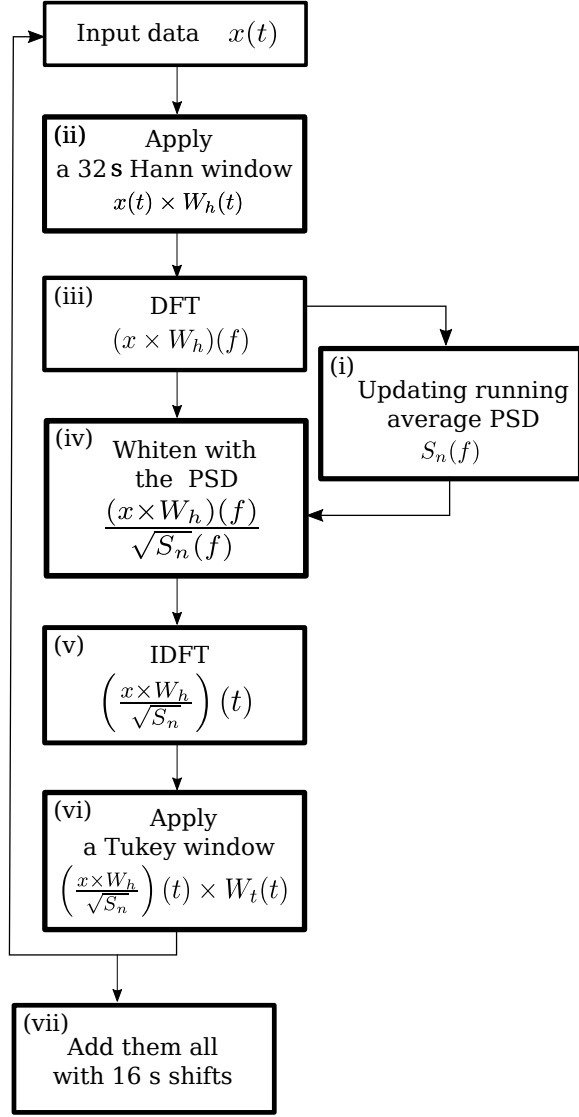 Input data x(t)
(ii) Apply
a 32 s Hann window
x(t) × W_h(t)
(iii) DFT
(x × W_h)(f)
(i)
Updating running
average PSD
S_n(f)
(iv) Whiten with
the PSD
(x×W_h)(f)
√S_n(f)
(v) IDFT
(x×W_h / √S_n)(t)
(vi) Apply
a Tukey window
(x×W_h / √S_n)(t) × W_t(t)
(vii)
Add them all
with 16 s shifts